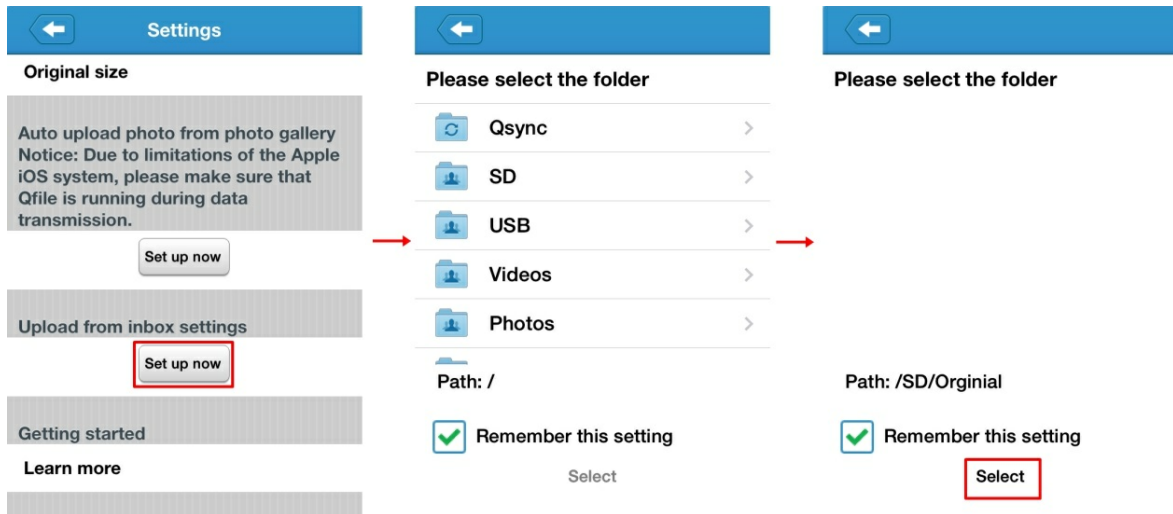 Settings
Original size
Auto upload photo from photo gallery
Notice: Due to limitations of the Apple
iOS system, please make sure that
Qfile is running during data
transmission.
Set up now
Upload from inbox settings
Set up now
Getting started
Learn more
Please select the folder
Qsync
SD
USB
Videos
Photos
Path: /
Remember this setting
Select
Please select the folder
Path: /SD/Orginial
Remember this setting
Select